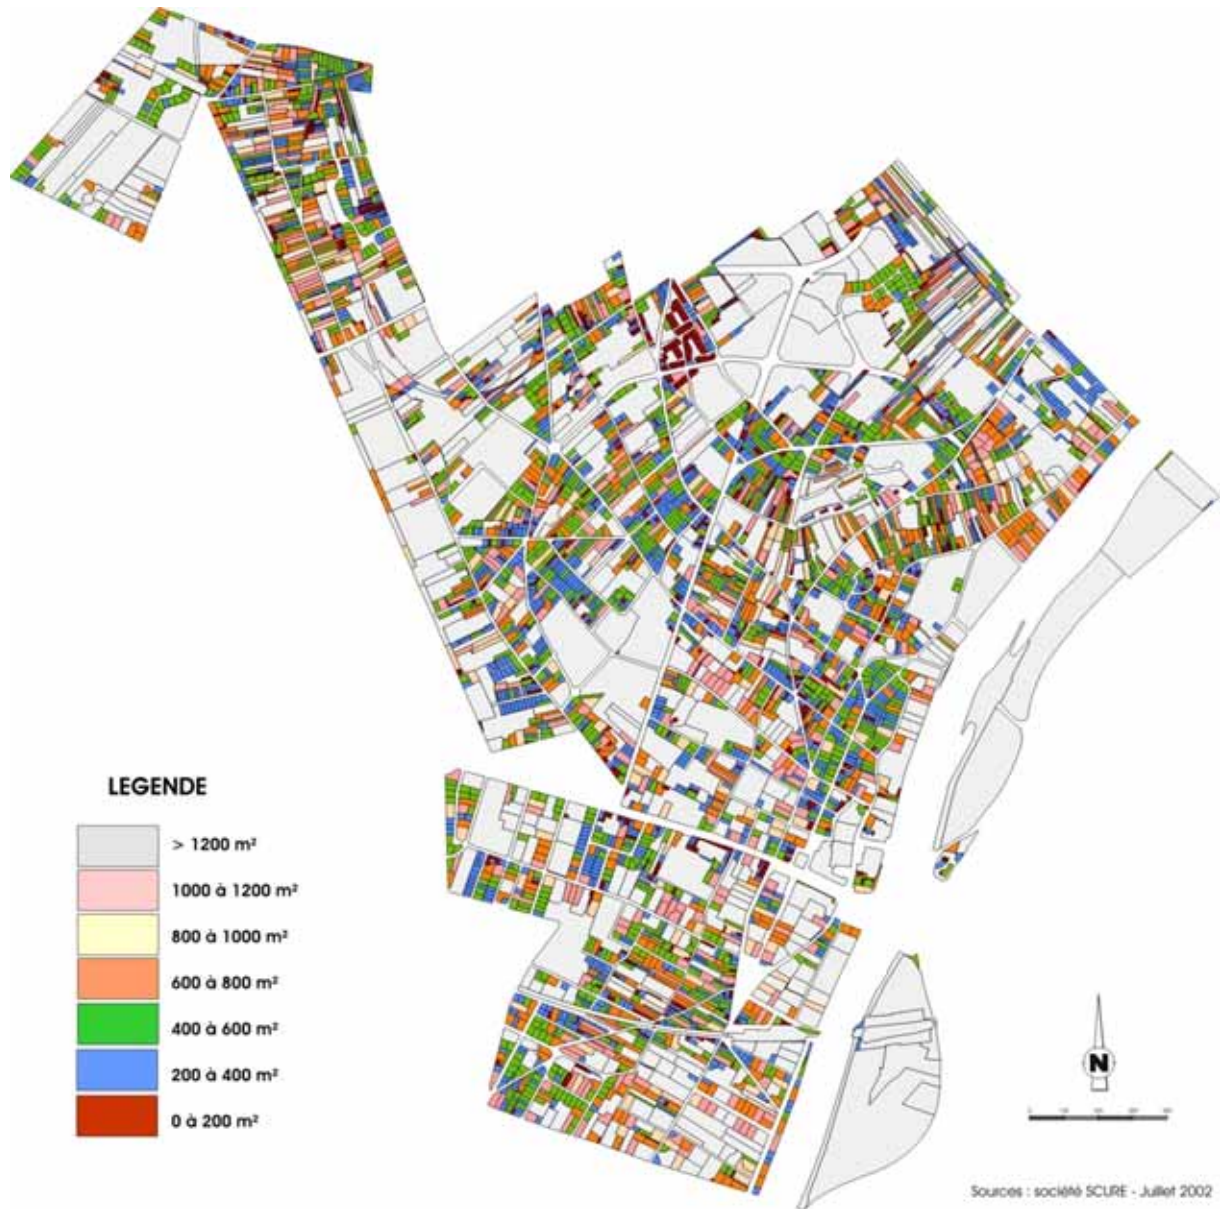 LEGENDE
> 1200 m²
1000 à 1200 m²
800 à 1000 m²
600 à 800 m²
400 à 600 m²
200 à 400 m²
0 à 200 m²
N
Sources : société SCURE - Juillet 2002